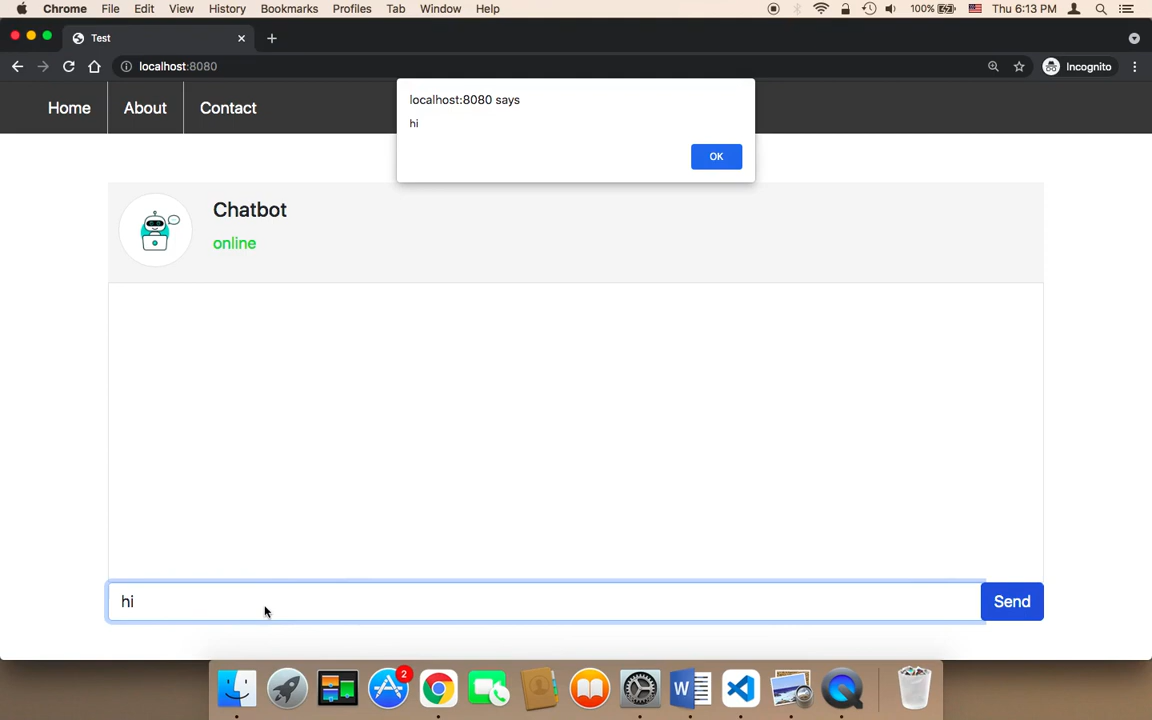 Chrome File Edit View History Bookmarks Profiles Tab Window Help 100% Thu 6:13 PM
Test
localhost:8080 Incognito
Home About Contact
localhost:8080 says
hi
OK
Chatbot
online
hi Send
2
W